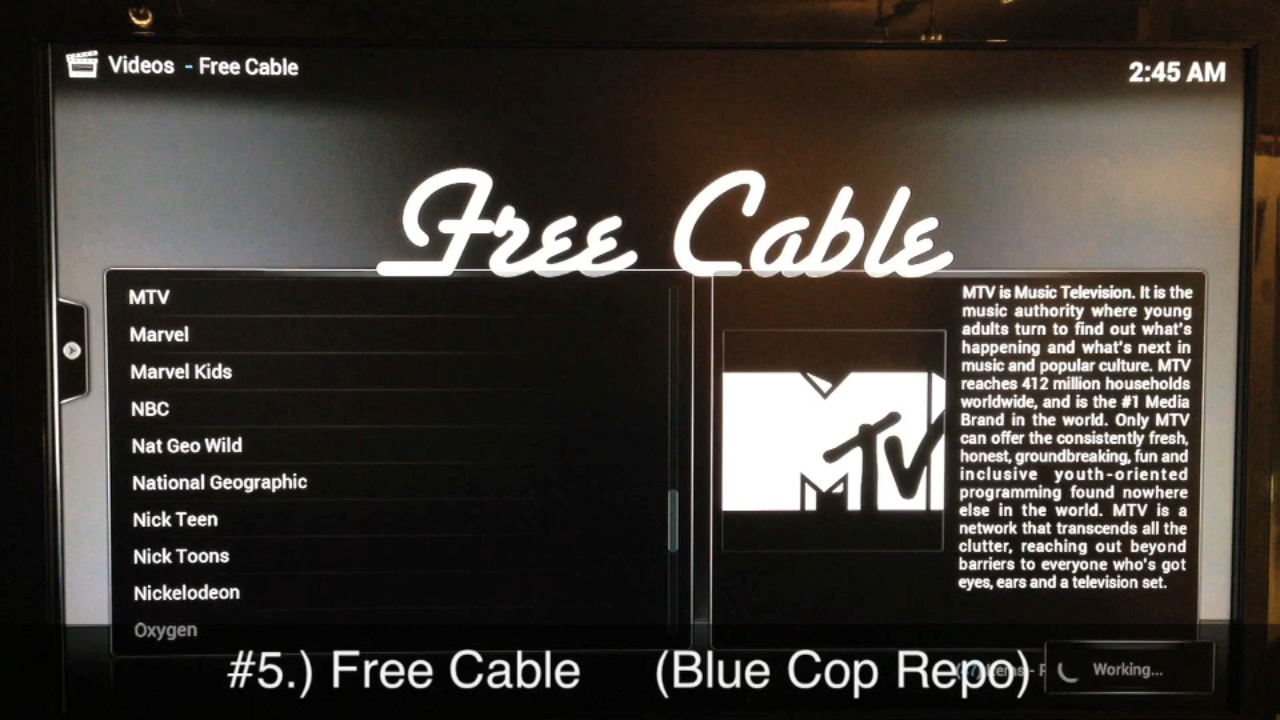 Videos - Free Cable
2:45 AM
Free Cable
MTV
Marvel
Marvel Kids
NBC
Nat Geo Wild
National Geographic
Nick Teen
Nick Toons
Nickelodeon
Oxygen
MTV
MTV is Music Television. It is the
music authority where young
adults turn to find out what's
happening and what's next in
music and popular culture. MTV
reaches 412 million households
worldwide, and is the #1 Media
Brand in the world. Only MTV
can offer the consistently fresh,
honest, groundbreaking, fun and
inclusive youth-oriented
programming found nowhere
else in the world. MTV is a
network that transcends all the
clutter, reaching out beyond
barriers to everyone who's got
eyes, ears and a television set.
#5.) Free Cable (Blue Cop Repo)
Working...